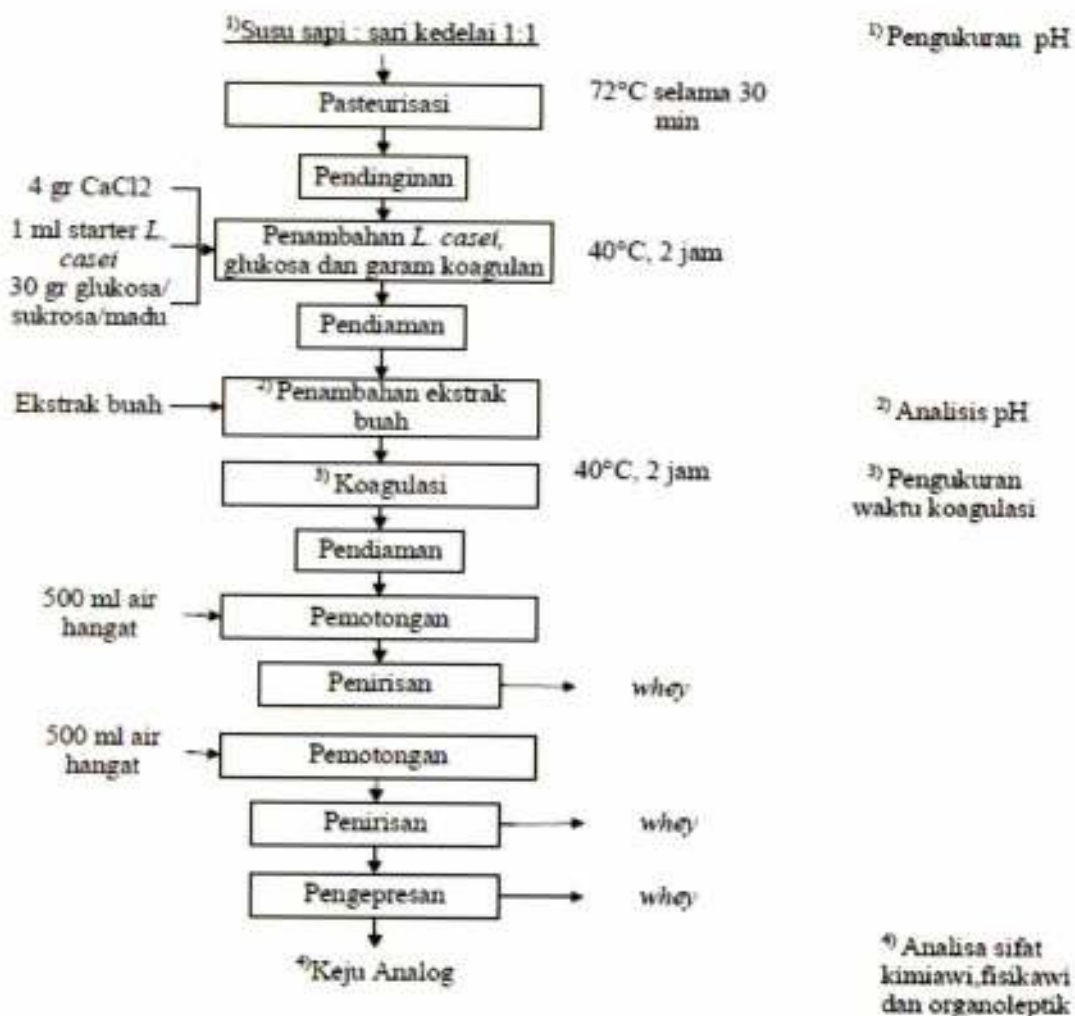 1)Susu sapi : sari kedelai 1:1
1)Pengukuran pH
Pasteurisasi
72°C selama 30
min
Pendinginan
4 gr CaCl2
1 ml starter L.
casei
30 gr glukosa/
sukrosa/madu
Penambahan L. casei,
glukosa dan garam koagulan
40°C, 2 jam
Pendiaman
Ekstrak buah
2)Penambahan ekstrak
buah
2) Analisis pH
3) Koagulasi
40°C, 2 jam
3) Pengukuran
waktu koagulasi
Pendiaman
500 ml air
hangat
Pemotongan
Penirisan
whey
500 ml air
hangat
Pemotongan
Penirisan
whey
Pengepresan
whey
4)Keju Analog
4) Analisa sifat
kimiawi,fisikawi
dan organoleptik